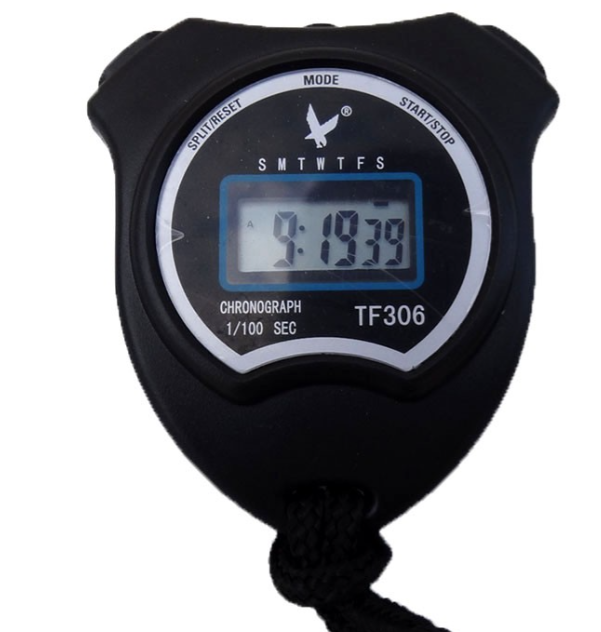 MODE
SPLIT/RESET
START/STOP
®
S M T W T F S
A
9:19 39
CHRONOGRAPH
1/100 SEC
TF306